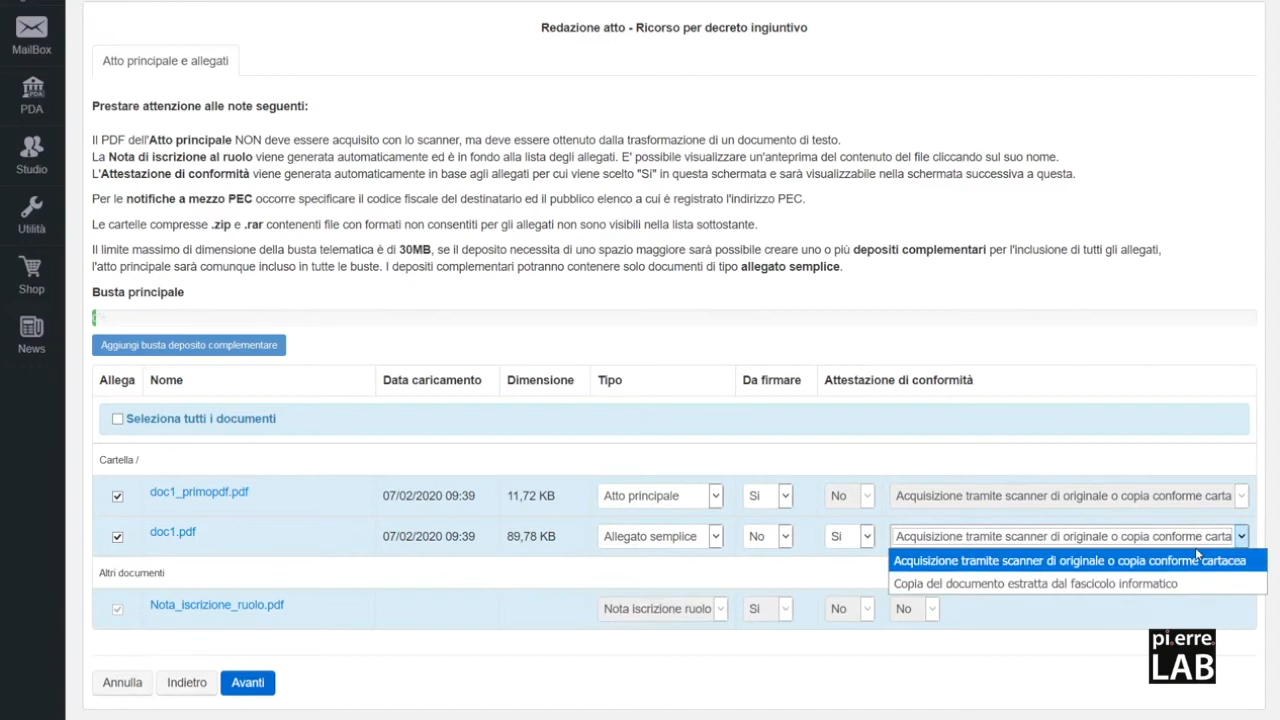 MailBox
PDA
PDA
Studio
Utilità
Shop
News
Redazione atto - Ricorso per decreto ingiuntivo
Atto principale e allegati
Prestare attenzione alle note seguenti:
Il PDF dell'Atto principale NON deve essere acquisito con lo scanner, ma deve essere ottenuto dalla trasformazione di un documento di testo.
La Nota di iscrizione al ruolo viene generata automaticamente ed è in fondo alla lista degli allegati. E' possibile visualizzare un'anteprima del contenuto del file cliccando sul suo nome.
L'Attestazione di conformità viene generata automaticamente in base agli allegati per cui viene scelto "Si" in questa schermata e sarà visualizzabile nella schermata successiva a questa.
Per le notifiche a mezzo PEC occorre specificare il codice fiscale del destinatario ed il pubblico elenco a cui è registrato l'indirizzo PEC.
Le cartelle compresse .zip e .rar contenenti file con formati non consentiti per gli allegati non sono visibili nella lista sottostante.
Il limite massimo di dimensione della busta telematica è di 30MB, se il deposito necessita di uno spazio maggiore sarà possibile creare uno o più depositi complementari per l'inclusione di tutti gli allegati,
l'atto principale sarà comunque incluso in tutte le buste. I depositi complementari potranno contenere solo documenti di tipo allegato semplice.
Busta principale
Aggiungi busta deposito complementare
Allega Nome Data caricamento Dimensione Tipo Da firmare Attestazione di conformità
Seleziona tutti i documenti
Cartella /
doc1_primopdf.pdf 07/02/2020 09:39 11,72 KB Atto principale Si No Acquisizione tramite scanner di originale o copia conforme carta
doc1.pdf 07/02/2020 09:39 89,78 KB Allegato semplice No Si Acquisizione tramite scanner di originale o copia conforme carta
Acquisizione tramite scanner di originale o copia conforme cartacea
Copia del documento estratta dal fascicolo informatico
Altri documenti
Nota_iscrizione_ruolo.pdf Nota iscrizione ruolo Si No No
pi.erre.
LAB
Annulla Indietro Avanti